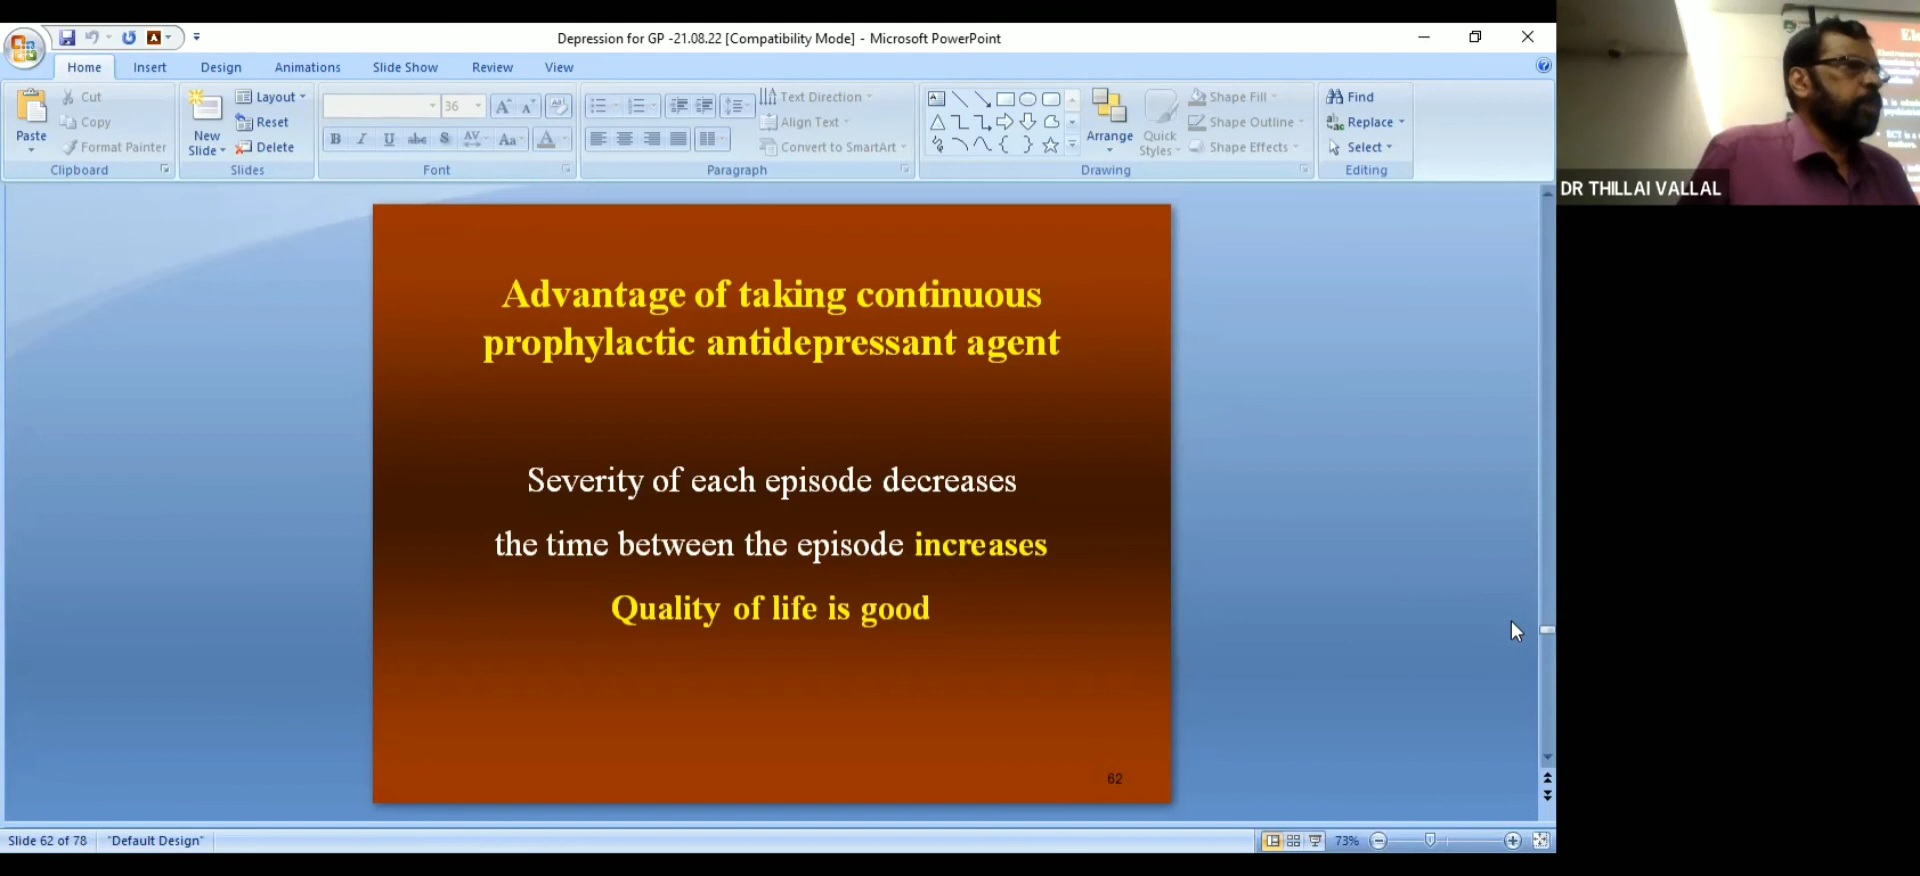 Depression for GP -21.08.22 [Compatibility Mode] - Microsoft PowerPoint
Home Insert Design Animations Slide Show Review View
Paste
Cut
Copy
Format Painter
Clipboard
New Slide
Layout
Reset
Delete
Slides
36
Font
Text Direction
Align Text
Convert to SmartArt
Paragraph
Arrange
Quick Styles
Shape Fill
Shape Outline
Shape Effects
Drawing
Find
Replace
Select
Editing
DR THILLAI VALLAL
Advantage of taking continuous
prophylactic antidepressant agent
Severity of each episode decreases
the time between the episode increases
Quality of life is good
62
Slide 62 of 78 "Default Design" 73%